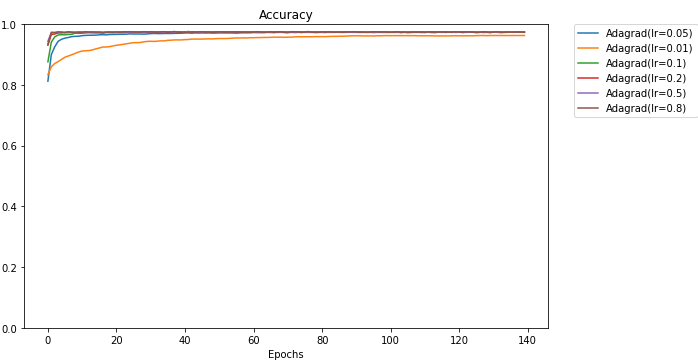 Accuracy
1.0
0.8
0.6
0.4
0.2
0.0
0 20 40 60 80 100 120 140
Epochs
Adagrad(lr=0.05)
Adagrad(lr=0.01)
Adagrad(lr=0.1)
Adagrad(lr=0.2)
Adagrad(lr=0.5)
Adagrad(lr=0.8)